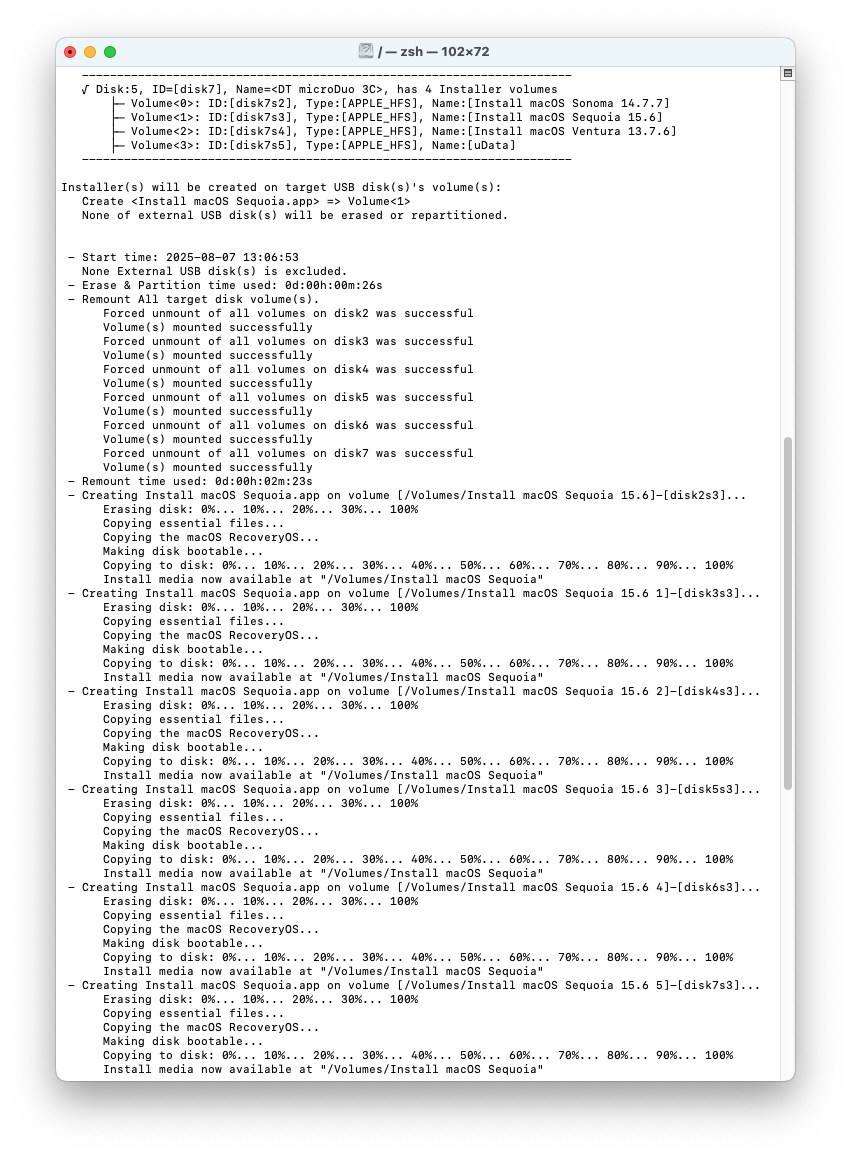 / — zsh — 102×72
——————————————————————————————————————————————————————————————————————
√ Disk:5, ID=[disk7], Name=<DT microDuo 3C>, has 4 Installer volumes
├─ Volume<0>: ID:[disk7s2], Type:[APPLE_HFS], Name:[Install macOS Sonoma 14.7.7]
├─ Volume<1>: ID:[disk7s3], Type:[APPLE_HFS], Name:[Install macOS Sequoia 15.6]
├─ Volume<2>: ID:[disk7s4], Type:[APPLE_HFS], Name:[Install macOS Ventura 13.7.6]
├─ Volume<3>: ID:[disk7s5], Type:[APPLE_HFS], Name:[uData]
——————————————————————————————————————————————————————————————————————
Installer(s) will be created on target USB disk(s)'s volume(s):
Create <Install macOS Sequoia.app> => Volume<1>
None of external USB disk(s) will be erased or repartitioned.
– Start time: 2025-08-07 13:06:53
None External USB disk(s) is excluded.
– Erase & Partition time used: 0d:00h:00m:26s
– Remount All target disk volume(s).
Forced unmount of all volumes on disk2 was successful
Volume(s) mounted successfully
Forced unmount of all volumes on disk3 was successful
Volume(s) mounted successfully
Forced unmount of all volumes on disk4 was successful
Volume(s) mounted successfully
Forced unmount of all volumes on disk5 was successful
Volume(s) mounted successfully
Forced unmount of all volumes on disk6 was successful
Volume(s) mounted successfully
Forced unmount of all volumes on disk7 was successful
Volume(s) mounted successfully
– Remount time used: 0d:00h:02m:23s
– Creating Install macOS Sequoia.app on volume [/Volumes/Install macOS Sequoia 15.6]–[disk2s3]...
Erasing disk: 0%... 10%... 20%... 30%... 100%
Copying essential files...
Copying the macOS RecoveryOS...
Making disk bootable...
Copying to disk: 0%... 10%... 20%... 30%... 40%... 50%... 60%... 70%... 80%... 90%... 100%
Install media now available at "/Volumes/Install macOS Sequoia"
– Creating Install macOS Sequoia.app on volume [/Volumes/Install macOS Sequoia 15.6 1]–[disk3s3]...
Erasing disk: 0%... 10%... 20%... 30%... 100%
Copying essential files...
Copying the macOS RecoveryOS...
Making disk bootable...
Copying to disk: 0%... 10%... 20%... 30%... 40%... 50%... 60%... 70%... 80%... 90%... 100%
Install media now available at "/Volumes/Install macOS Sequoia"
– Creating Install macOS Sequoia.app on volume [/Volumes/Install macOS Sequoia 15.6 2]–[disk4s3]...
Erasing disk: 0%... 10%... 20%... 30%... 100%
Copying essential files...
Copying the macOS RecoveryOS...
Making disk bootable...
Copying to disk: 0%... 10%... 20%... 30%... 40%... 50%... 60%... 70%... 80%... 90%... 100%
Install media now available at "/Volumes/Install macOS Sequoia"
– Creating Install macOS Sequoia.app on volume [/Volumes/Install macOS Sequoia 15.6 3]–[disk5s3]...
Erasing disk: 0%... 10%... 20%... 30%... 100%
Copying essential files...
Copying the macOS RecoveryOS...
Making disk bootable...
Copying to disk: 0%... 10%... 20%... 30%... 40%... 50%... 60%... 70%... 80%... 90%... 100%
Install media now available at "/Volumes/Install macOS Sequoia"
– Creating Install macOS Sequoia.app on volume [/Volumes/Install macOS Sequoia 15.6 4]–[disk6s3]...
Erasing disk: 0%... 10%... 20%... 30%... 100%
Copying essential files...
Copying the macOS RecoveryOS...
Making disk bootable...
Copying to disk: 0%... 10%... 20%... 30%... 40%... 50%... 60%... 70%... 80%... 90%... 100%
Install media now available at "/Volumes/Install macOS Sequoia"
– Creating Install macOS Sequoia.app on volume [/Volumes/Install macOS Sequoia 15.6 5]–[disk7s3]...
Erasing disk: 0%... 10%... 20%... 30%... 100%
Copying essential files...
Copying the macOS RecoveryOS...
Making disk bootable...
Copying to disk: 0%... 10%... 20%... 30%... 40%... 50%... 60%... 70%... 80%... 90%... 100%
Install media now available at "/Volumes/Install macOS Sequoia"